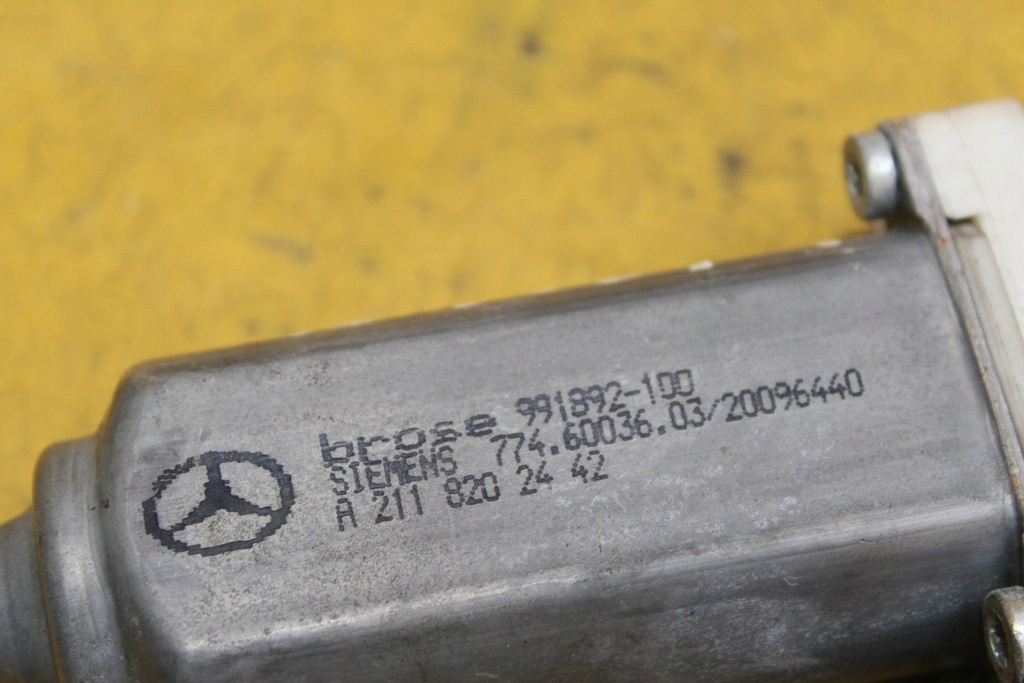 brose 991892-100
SIEMENS 774.60036.03/20096440
A 211 820 24 42